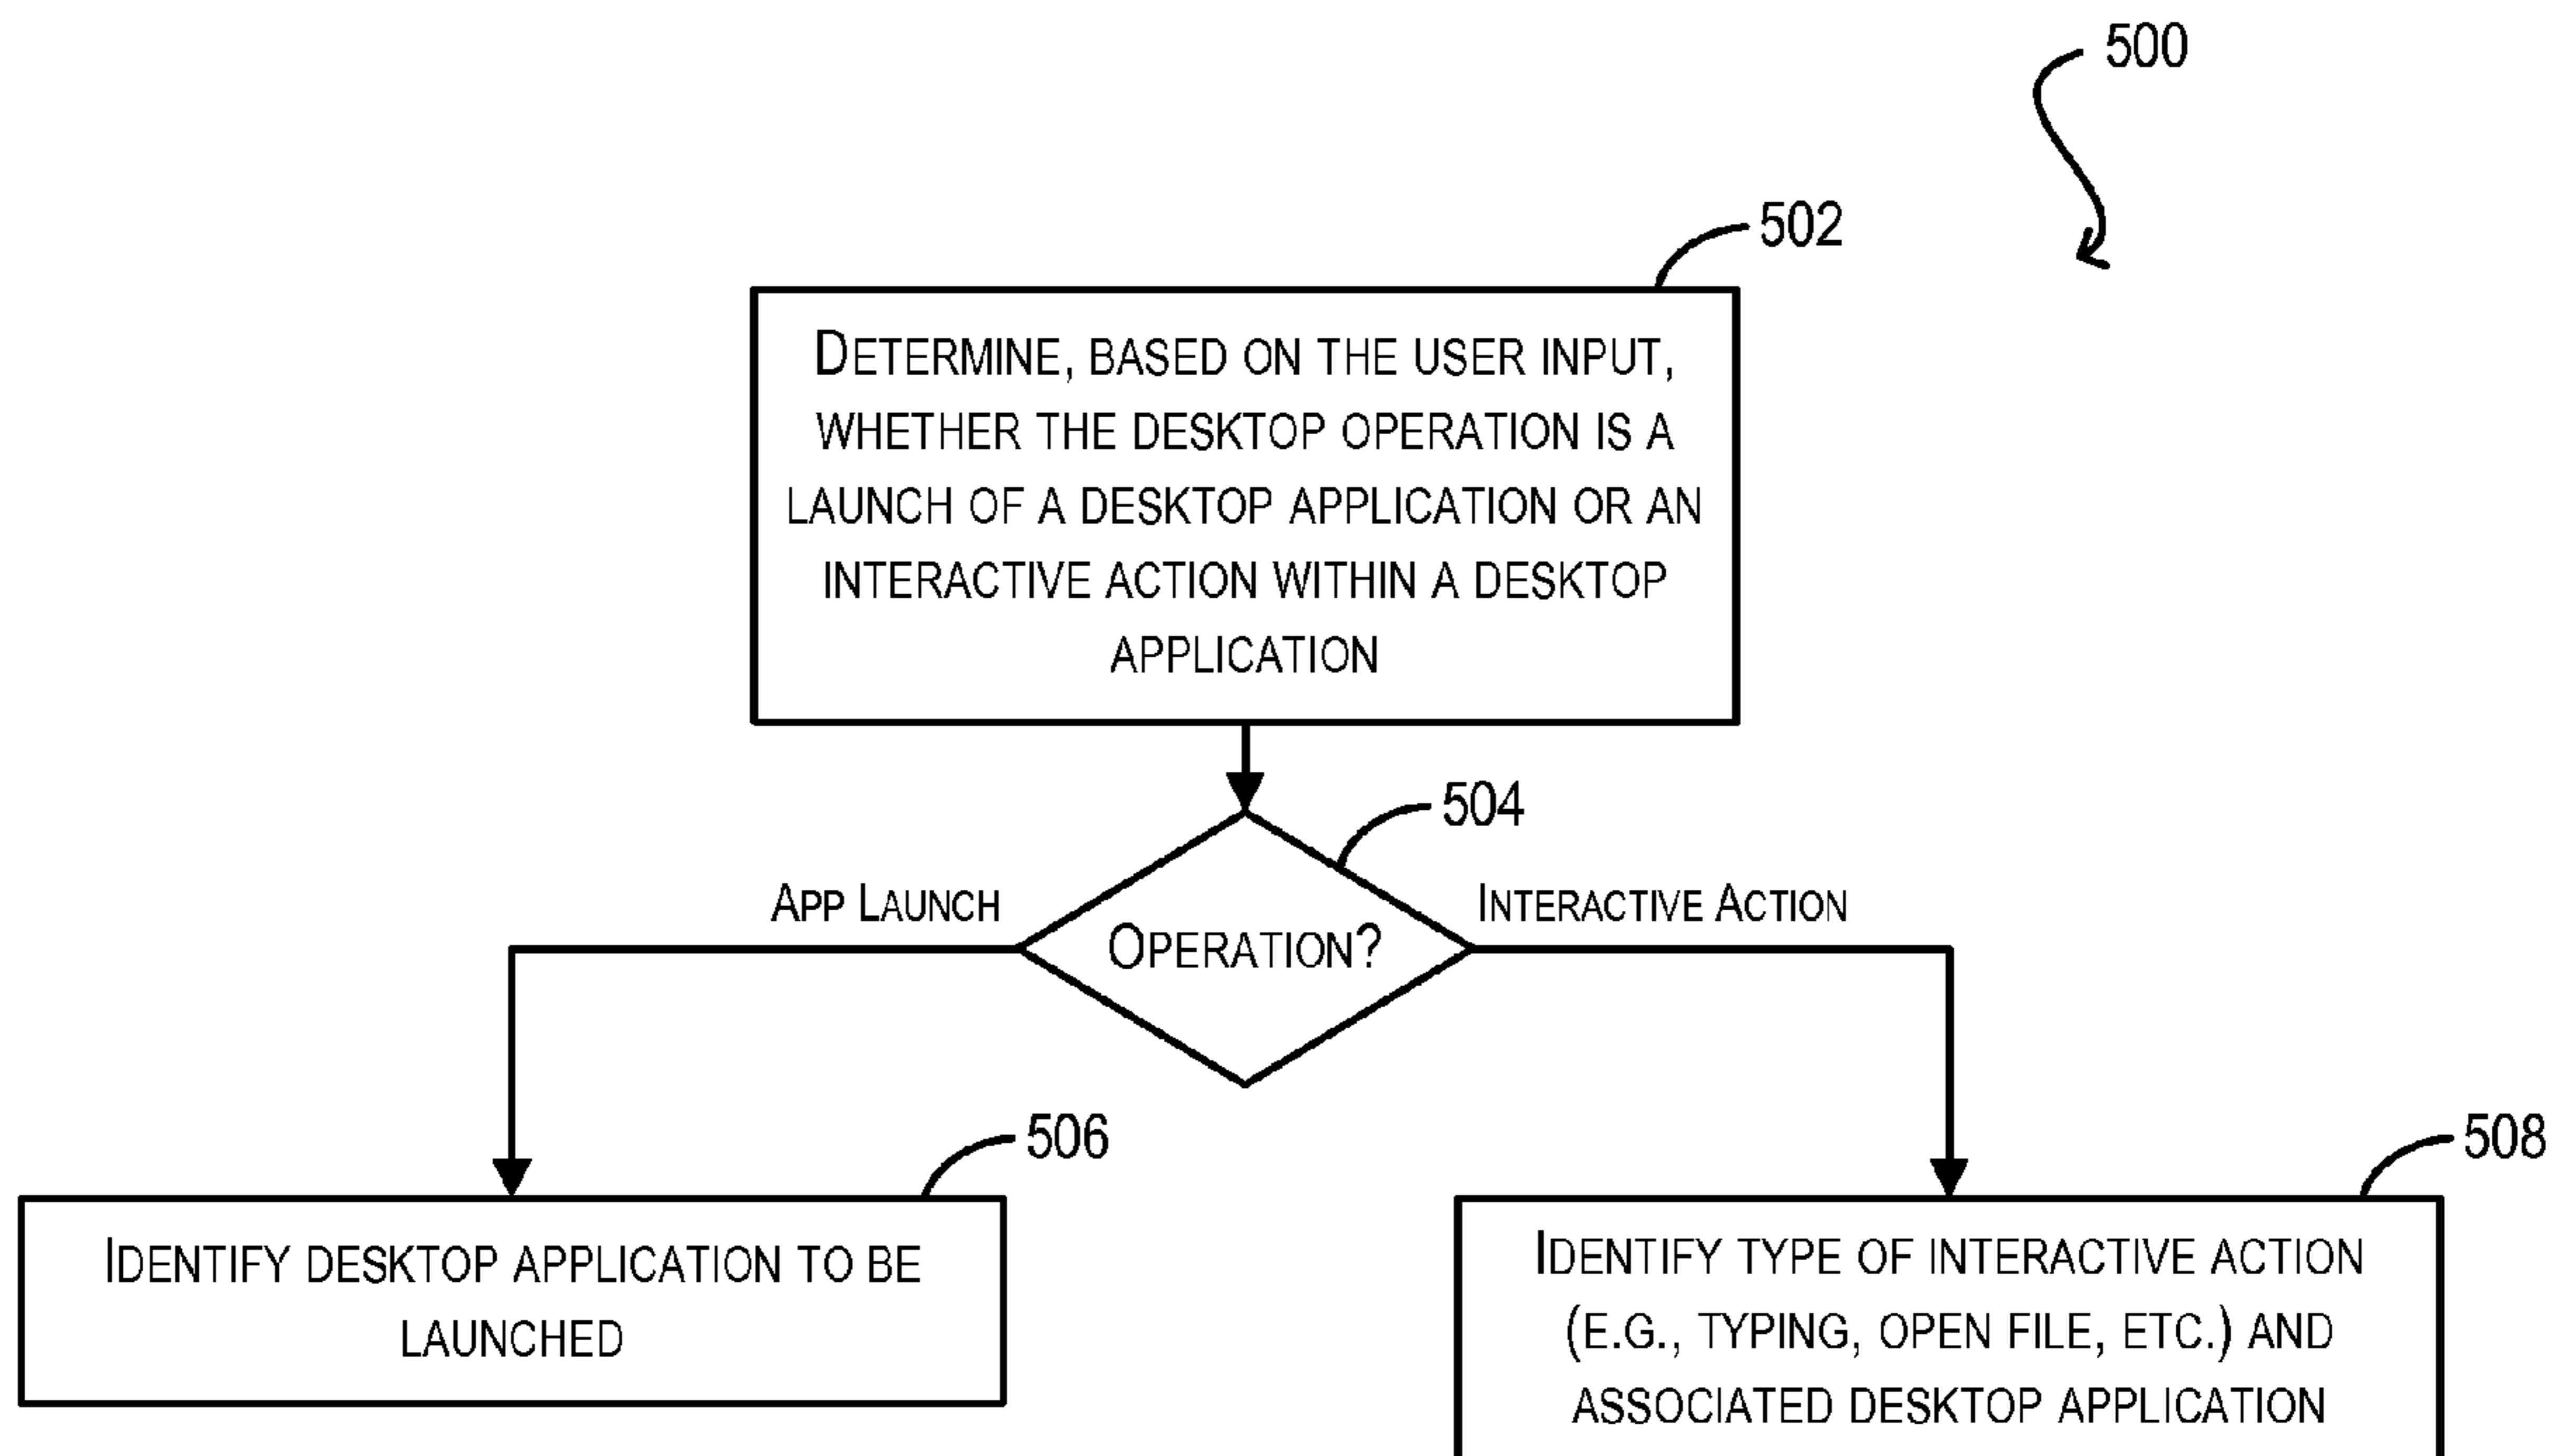 500
502
DETERMINE, BASED ON THE USER INPUT,
WHETHER THE DESKTOP OPERATION IS A
LAUNCH OF A DESKTOP APPLICATION OR AN
INTERACTIVE ACTION WITHIN A DESKTOP
APPLICATION
504
APP LAUNCH
OPERATION?
INTERACTIVE ACTION
506
IDENTIFY DESKTOP APPLICATION TO BE
LAUNCHED
508
IDENTIFY TYPE OF INTERACTIVE ACTION
(E.G., TYPING, OPEN FILE, ETC.) AND
ASSOCIATED DESKTOP APPLICATION